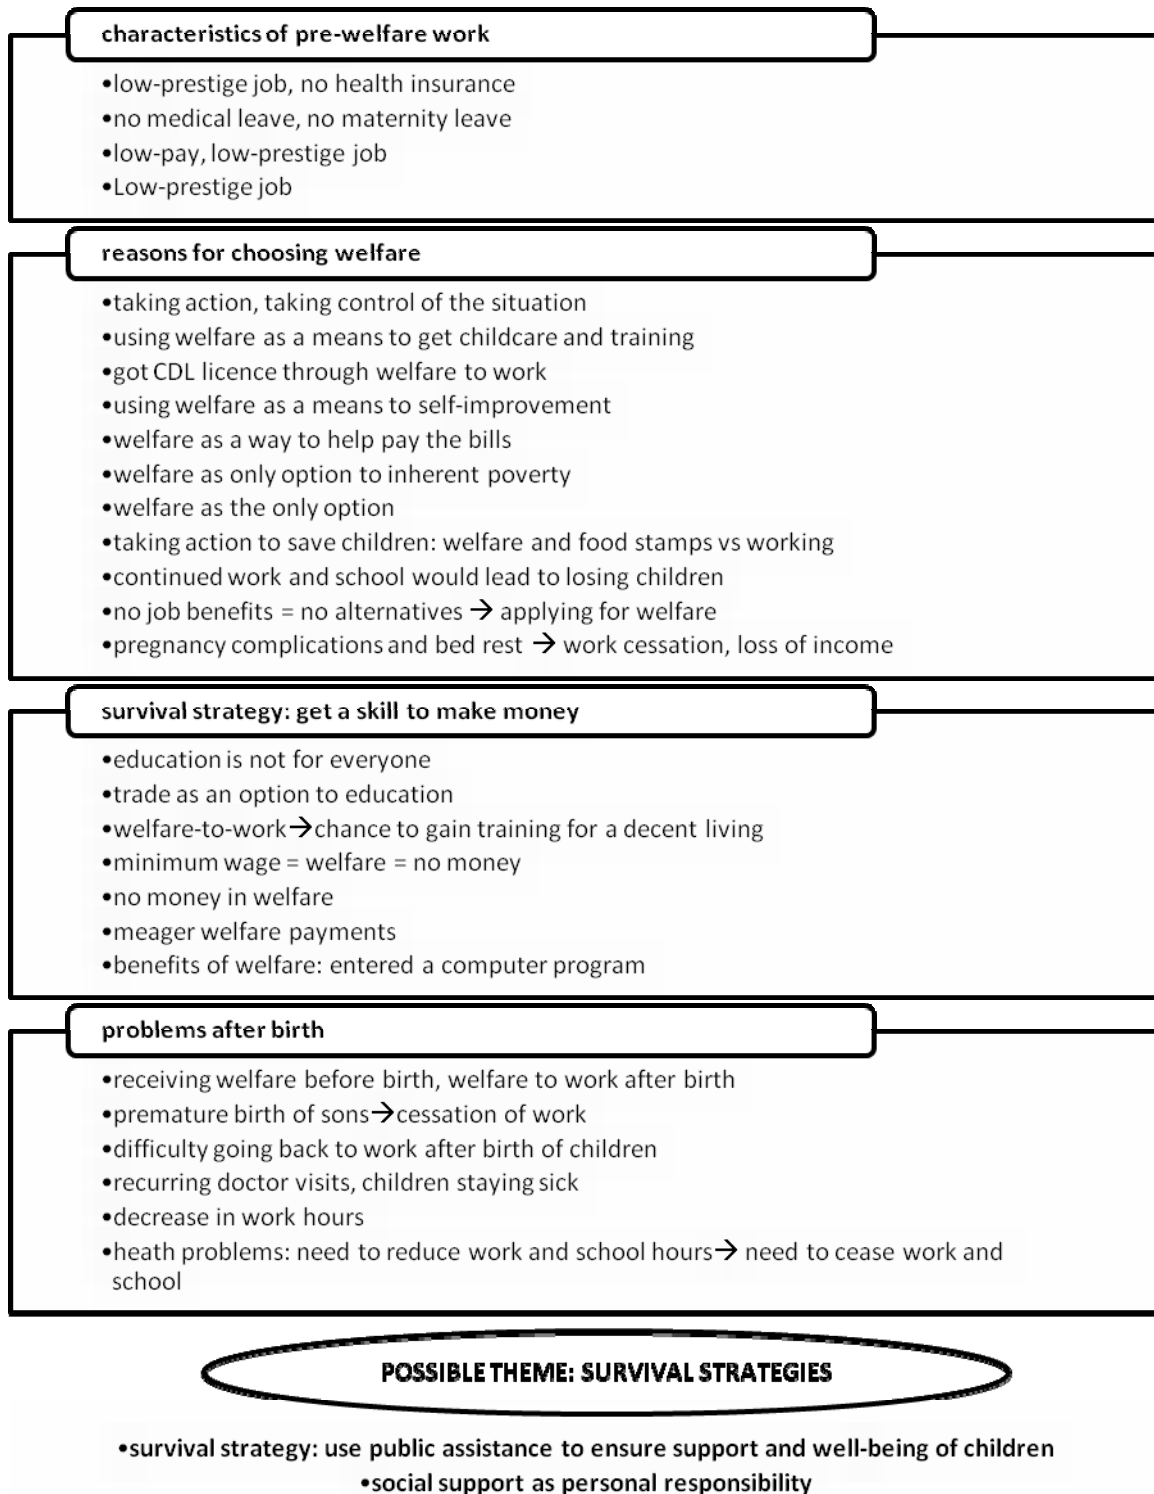 characteristics of pre-welfare work
•low-prestige job, no health insurance
•no medical leave, no maternity leave
•low-pay, low-prestige job
•Low-prestige job
reasons for choosing welfare
•taking action, taking control of the situation
•using welfare as a means to get childcare and training
•got CDL licence through welfare to work
•using welfare as a means to self-improvement
•welfare as a way to help pay the bills
•welfare as only option to inherent poverty
•welfare as the only option
•taking action to save children: welfare and food stamps vs working
•continued work and school would lead to losing children
•no job benefits = no alternatives → applying for welfare
•pregnancy complications and bed rest → work cessation, loss of income
survival strategy: get a skill to make money
•education is not for everyone
•trade as an option to education
•welfare-to-work→chance to gain training for a decent living
•minimum wage = welfare = no money
•no money in welfare
•meager welfare payments
•benefits of welfare: entered a computer program
problems after birth
•receiving welfare before birth, welfare to work after birth
•premature birth of sons→cessation of work
•difficulty going back to work after birth of children
•recurring doctor visits, children staying sick
•decrease in work hours
•heath problems: need to reduce work and school hours→ need to cease work and
school
POSSIBLE THEME: SURVIVAL STRATEGIES
•survival strategy: use public assistance to ensure support and well-being of children
•social support as personal responsibility